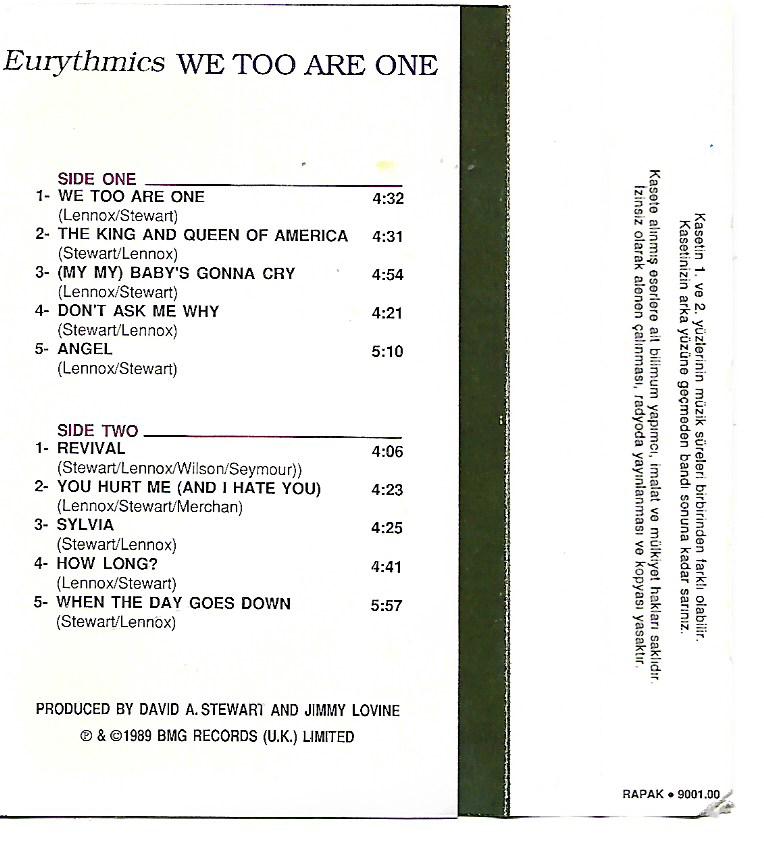 Eurythmics WE TOO ARE ONE
SIDE ONE
1- WE TOO ARE ONE 4:32
(Lennox/Stewart)
2- THE KING AND QUEEN OF AMERICA 4:31
(Stewart/Lennox)
3- (MY MY) BABY'S GONNA CRY 4:54
(Lennox/Stewart)
4- DON'T ASK ME WHY 4:21
(Stewart/Lennox)
5- ANGEL 5:10
(Lennox/Stewart)
SIDE TWO
1- REVIVAL 4:06
(Stewart/Lennox/Wilson/Seymour))
2- YOU HURT ME (AND I HATE YOU) 4:23
(Lennox/Stewart/Merchan)
3- SYLVIA 4:25
(Stewart/Lennox)
4- HOW LONG? 4:41
(Lennox/Stewart)
5- WHEN THE DAY GOES DOWN 5:57
(Stewart/Lennox)
PRODUCED BY DAVID A. STEWART AND JIMMY LOVINE
℗ & ©1989 BMG RECORDS (U.K.) LIMITED
Kasetin 1. ve 2. yüzlerinin müzik süreleri birbirinden farklı olabilir.
Kasetinizin arka yüzüne geçmeden bandı sonuna kadar sarınız.
Kasete alınmış eserlere ait bilimum yapımcı, imalat ve mülkiyet hakları saklıdır.
İzinsiz olarak alenen çalınması, radyoda yayınlanması ve kopyası yasaktır.
RAPAK • 9001.00